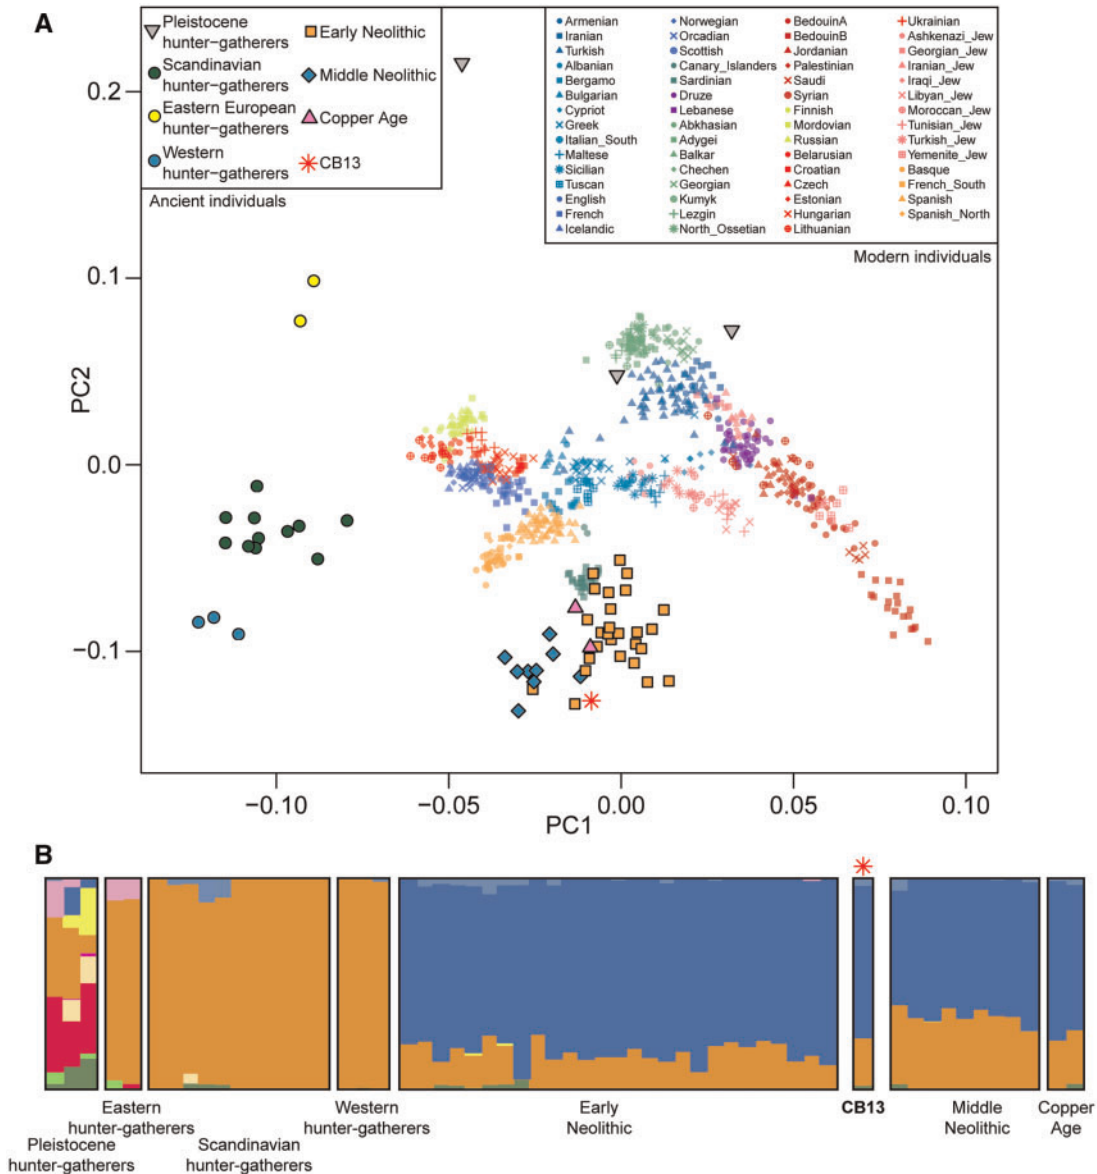 A
Pleistocene
hunter-gatherers
Scandinavian
hunter-gatherers
Eastern European
hunter-gatherers
Western
hunter-gatherers
Early Neolithic
Middle Neolithic
Copper Age
CB13
Ancient individuals
Armenian
Iranian
Turkish
Albanian
Bergamo
Bulgarian
Cypriot
Greek
Italian_South
Maltese
Sicilian
Tuscan
English
French
Icelandic
Norwegian
Orcadian
Scottish
Canary_Islanders
Sardinian
Druze
Lebanese
Abkhasian
Adygei
Balkar
Chechen
Georgian
Kumyk
Lezgin
North_Ossetian
BedouinA
BedouinB
Jordanian
Palestinian
Saudi
Syrian
Finnish
Mordovian
Russian
Belarusian
Croatian
Czech
Estonian
Hungarian
Lithuanian
Ukrainian
Ashkenazi_Jew
Georgian_Jew
Iranian_Jew
Iraqi_Jew
Libyan_Jew
Moroccan_Jew
Tunisian_Jew
Turkish_Jew
Yemenite_Jew
Basque
French_South
Spanish
Spanish_North
Modern individuals
PC2
0.2
0.1
0.0
−0.1
−0.10
−0.05
0.00
0.05
0.10
PC1
B
Eastern
hunter-gatherers
Western
hunter-gatherers
Early
Neolithic
CB13
Middle
Neolithic
Copper
Age
Pleistocene
hunter-gatherers
Scandinavian
hunter-gatherers